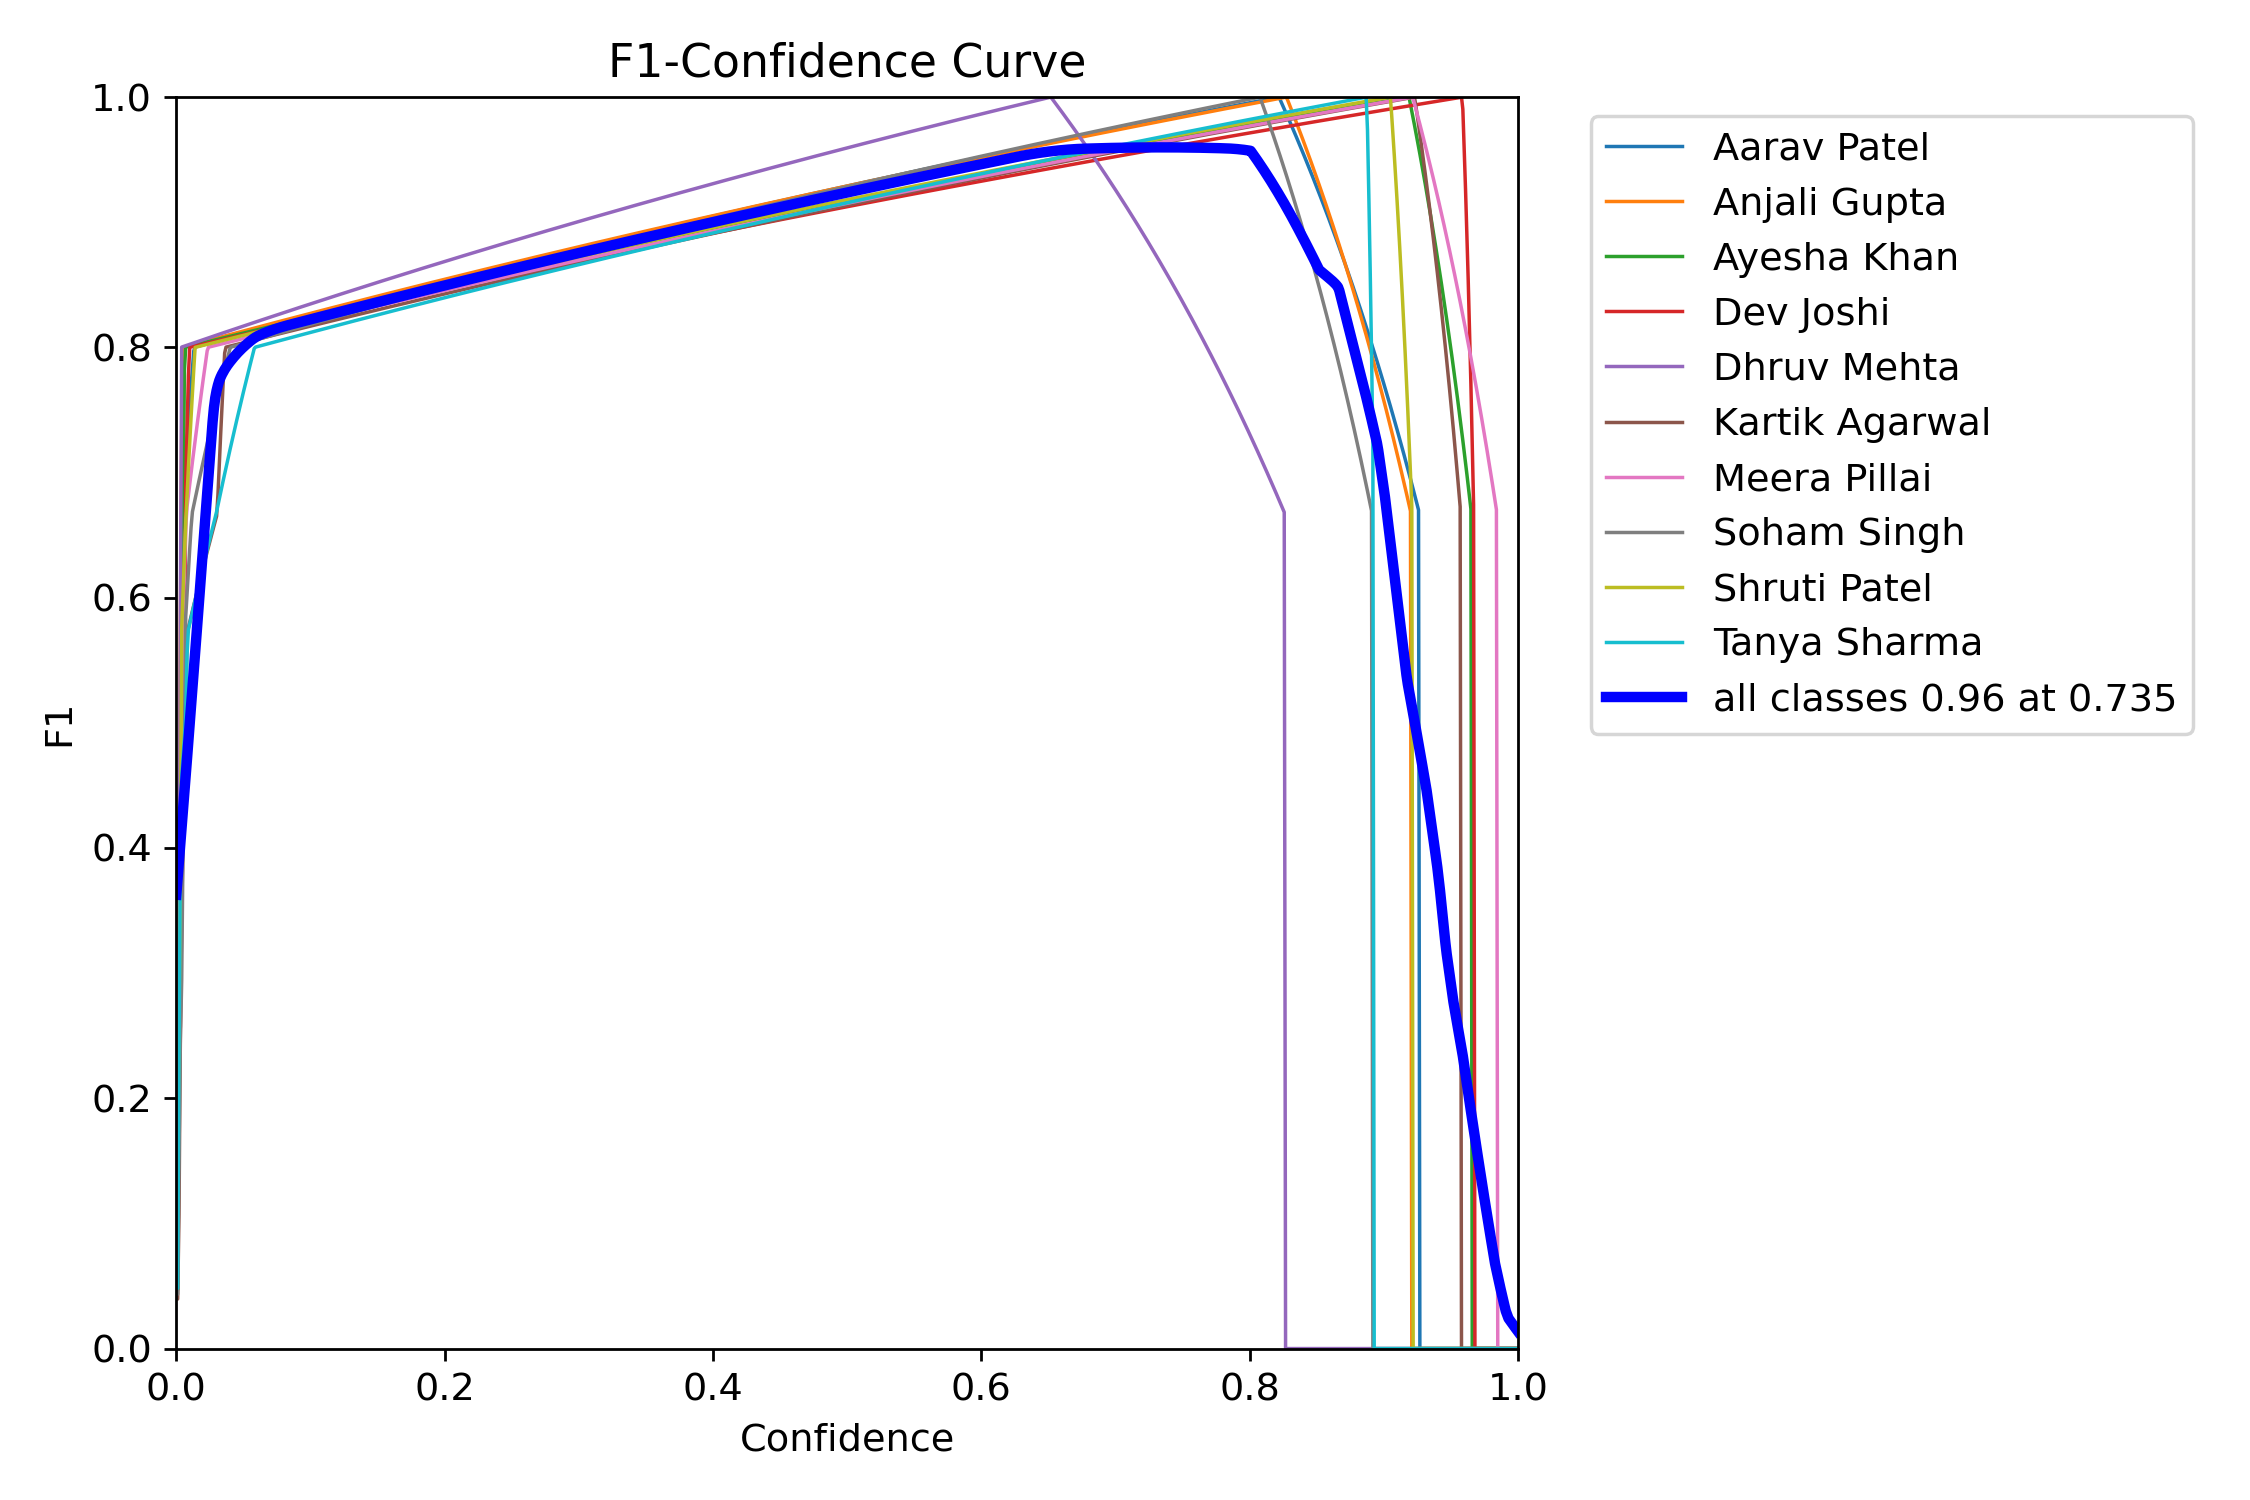 F1-Confidence Curve
1.0
0.8
0.6
0.4
0.2
0.0
F1
0.0 0.2 0.4 0.6 0.8 1.0
Confidence
Aarav Patel
Anjali Gupta
Ayesha Khan
Dev Joshi
Dhruv Mehta
Kartik Agarwal
Meera Pillai
Soham Singh
Shruti Patel
Tanya Sharma
all classes 0.96 at 0.735